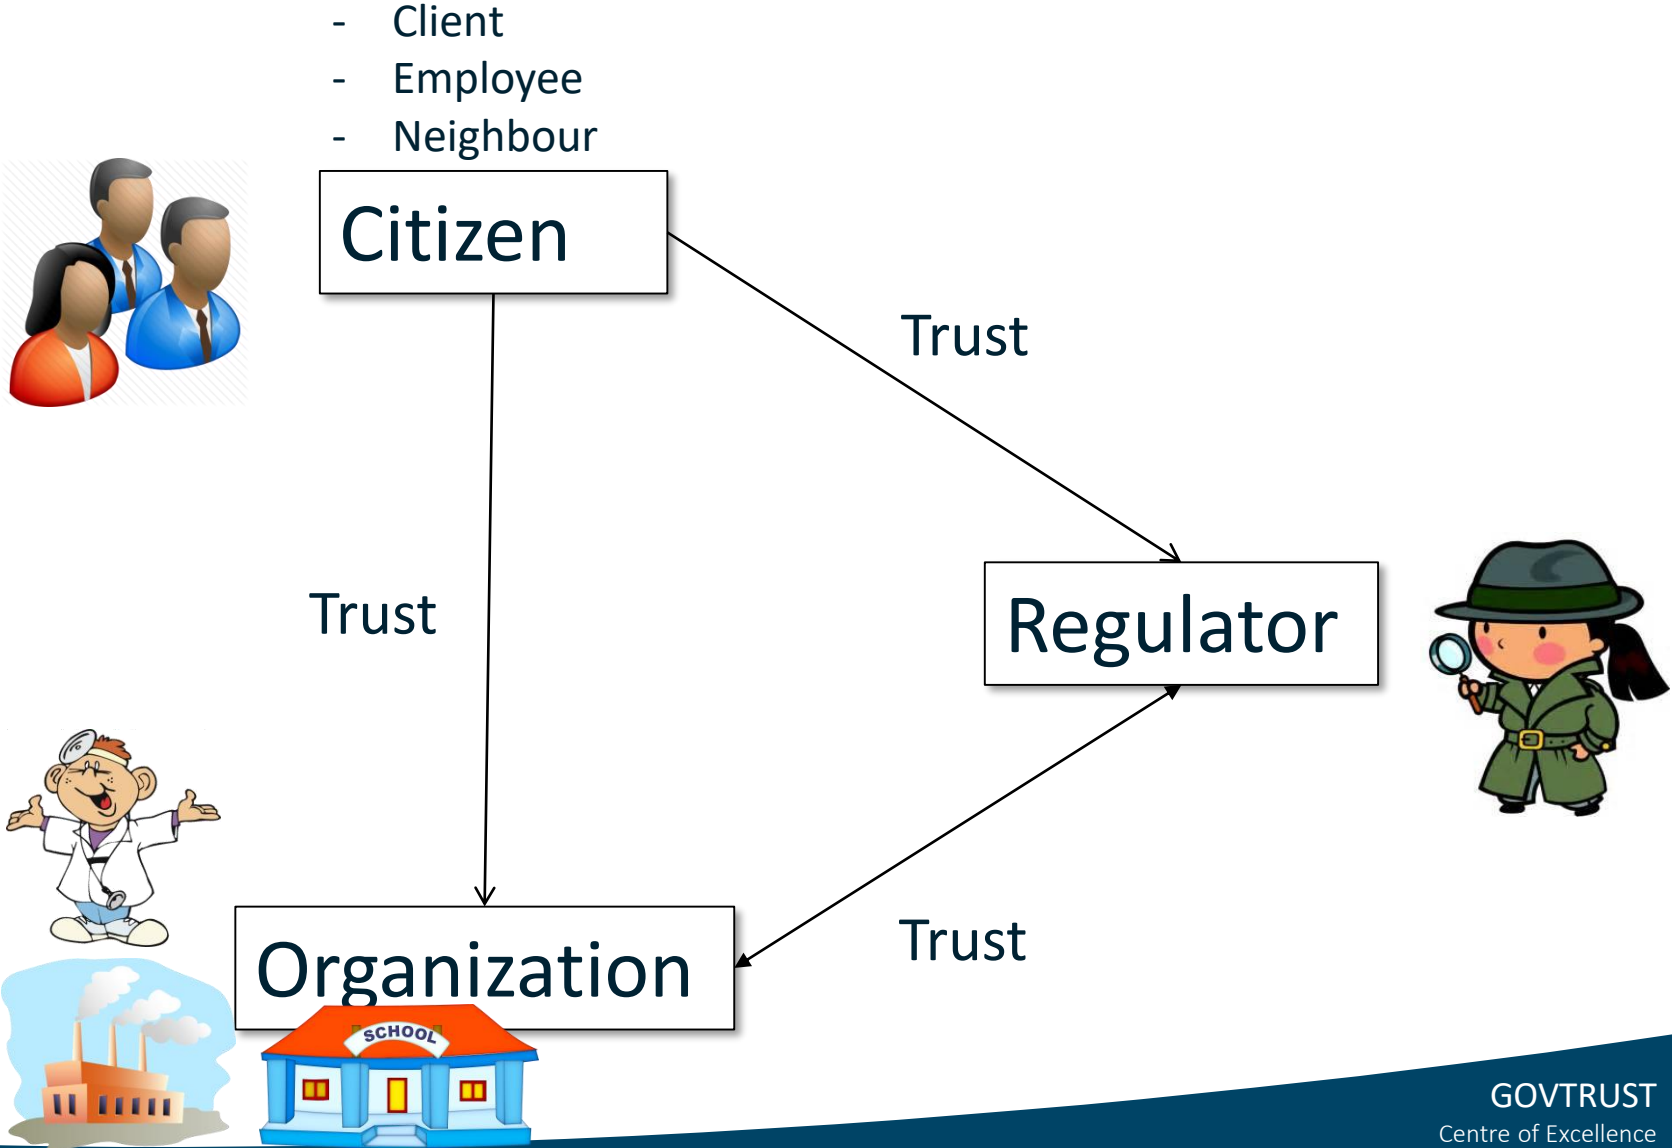 - Client
- Employee
- Neighbour
Citizen
Trust
Trust
Regulator
Organization
Trust
SCHOOL
GOVTRUST
Centre of Excellence